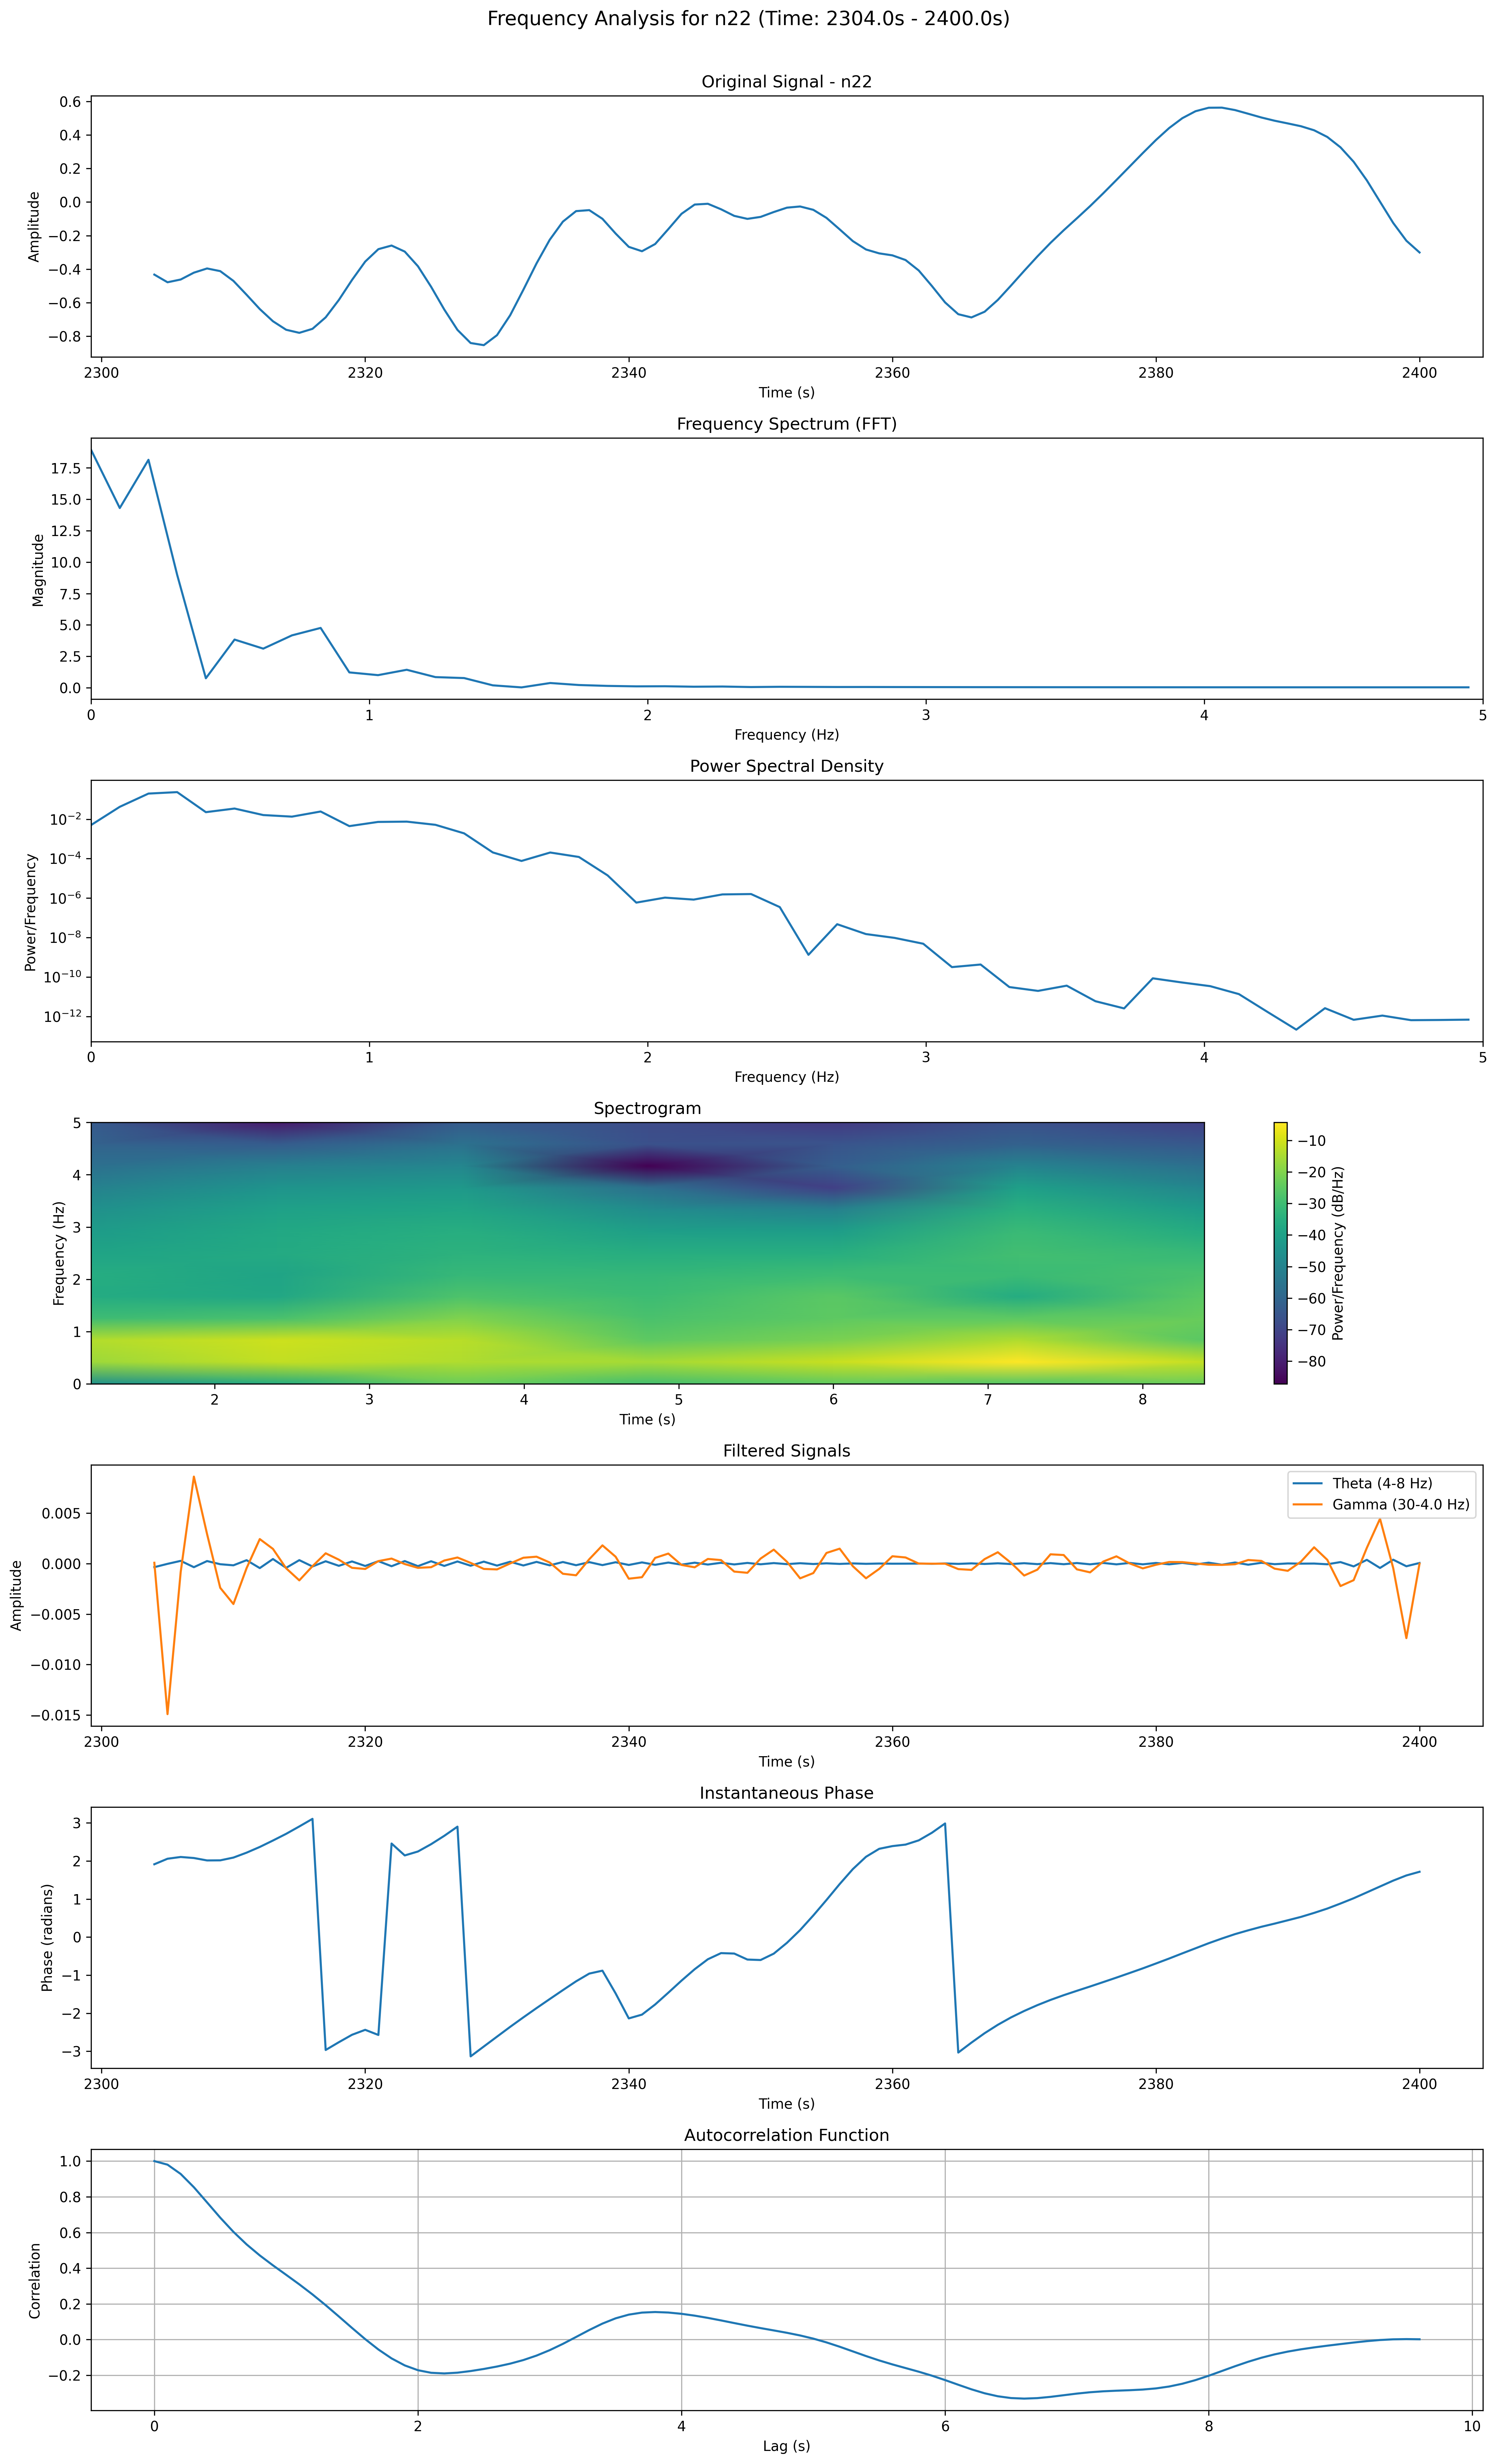 Frequency Analysis for n22 (Time: 2304.0s - 2400.0s)
Original Signal - n22
0.6
0.4
0.2
0.0
−0.2
−0.4
−0.6
−0.8
Amplitude
2300 2320 2340 2360 2380 2400
Time (s)
Frequency Spectrum (FFT)
17.5
15.0
12.5
10.0
7.5
5.0
2.5
0.0
Magnitude
0 1 2 3 4 5
Frequency (Hz)
Power Spectral Density
10⁻²
10⁻⁴
10⁻⁶
10⁻⁸
10⁻¹⁰
10⁻¹²
Power/Frequency
0 1 2 3 4 5
Frequency (Hz)
Spectrogram
5
4
3
2
1
0
Frequency (Hz)
2 3 4 5 6 7 8
Time (s)
−10
−20
−30
−40
−50
−60
−70
−80
Power/Frequency (dB/Hz)
Filtered Signals
Theta (4-8 Hz)
Gamma (30-4.0 Hz)
0.005
0.000
−0.005
−0.010
−0.015
Amplitude
2300 2320 2340 2360 2380 2400
Time (s)
Instantaneous Phase
3
2
1
0
−1
−2
−3
Phase (radians)
2300 2320 2340 2360 2380 2400
Time (s)
Autocorrelation Function
1.0
0.8
0.6
0.4
0.2
0.0
−0.2
Correlation
0 2 4 6 8 10
Lag (s)